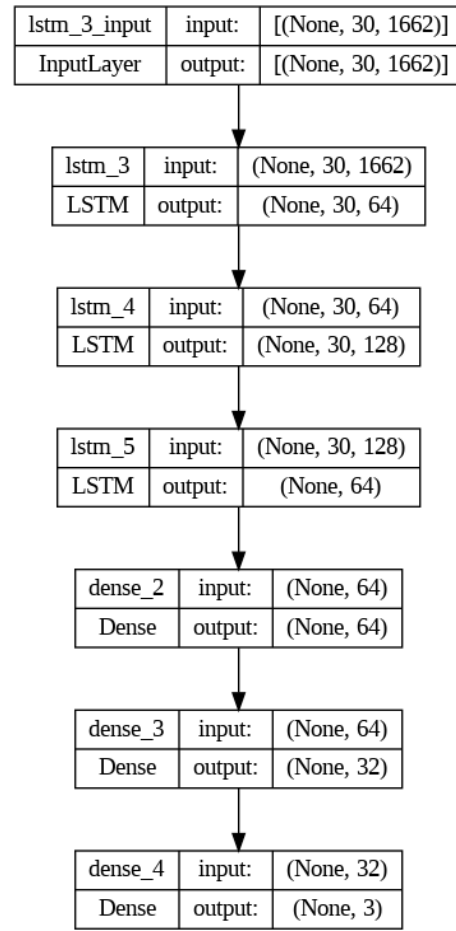 lstm_3_input input: [(None, 30, 1662)]
InputLayer output: [(None, 30, 1662)]
lstm_3 input: (None, 30, 1662)
LSTM output: (None, 30, 64)
lstm_4 input: (None, 30, 64)
LSTM output: (None, 30, 128)
lstm_5 input: (None, 30, 128)
LSTM output: (None, 64)
dense_2 input: (None, 64)
Dense output: (None, 64)
dense_3 input: (None, 64)
Dense output: (None, 32)
dense_4 input: (None, 32)
Dense output: (None, 3)